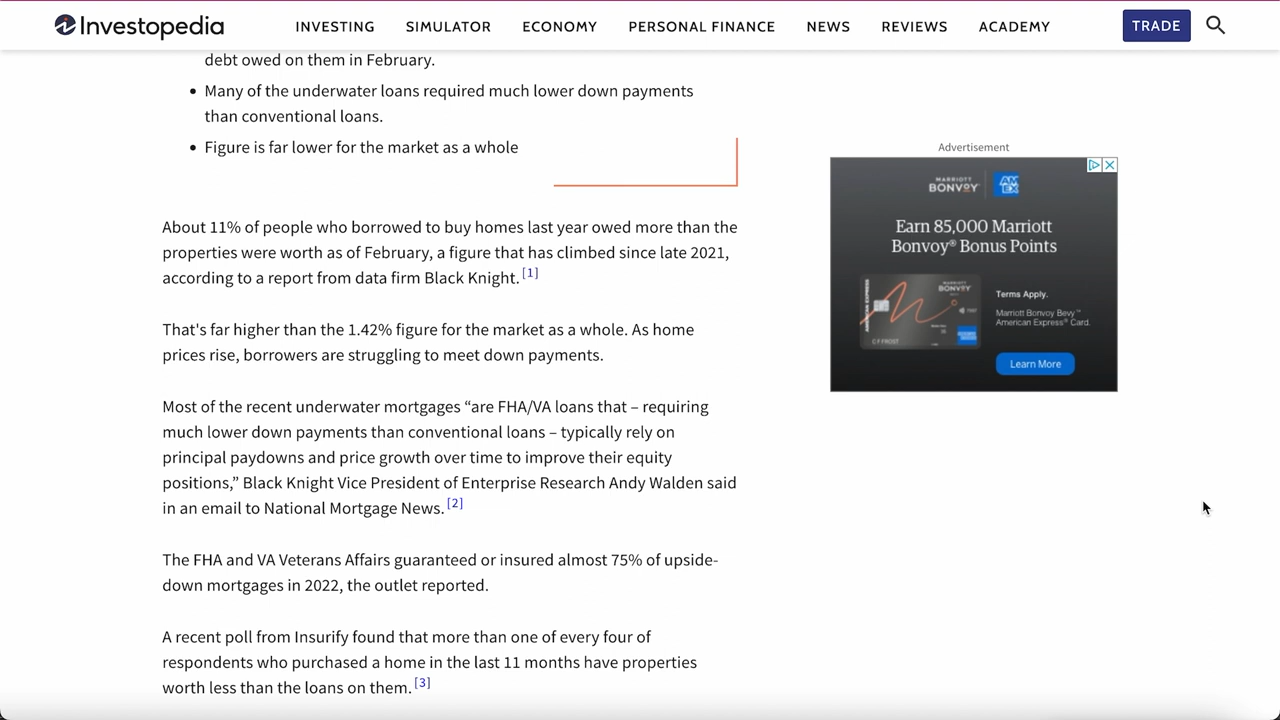 Investopedia
INVESTING SIMULATOR ECONOMY PERSONAL FINANCE NEWS REVIEWS ACADEMY TRADE
debt owed on them in February.
• Many of the underwater loans required much lower down payments
than conventional loans.
• Figure is far lower for the market as a whole
About 11% of people who borrowed to buy homes last year owed more than the
properties were worth as of February, a figure that has climbed since late 2021,
according to a report from data firm Black Knight. [1]
That's far higher than the 1.42% figure for the market as a whole. As home
prices rise, borrowers are struggling to meet down payments.
Most of the recent underwater mortgages “are FHA/VA loans that – requiring
much lower down payments than conventional loans – typically rely on
principal paydowns and price growth over time to improve their equity
positions,” Black Knight Vice President of Enterprise Research Andy Walden said
in an email to National Mortgage News. [2]
The FHA and VA Veterans Affairs guaranteed or insured almost 75% of upside-
down mortgages in 2022, the outlet reported.
A recent poll from Insurify found that more than one of every four of
respondents who purchased a home in the last 11 months have properties
worth less than the loans on them. [3]
Advertisement
MARRIOTT
BONVOY
AM
EX
Earn 85,000 Marriott
Bonvoy® Bonus Points
AMERICAN EXPRESS
MARRIOTT
BONVOY
C F FROST
Terms Apply.
Marriott Bonvoy Bevy™
American Express® Card.
Learn More